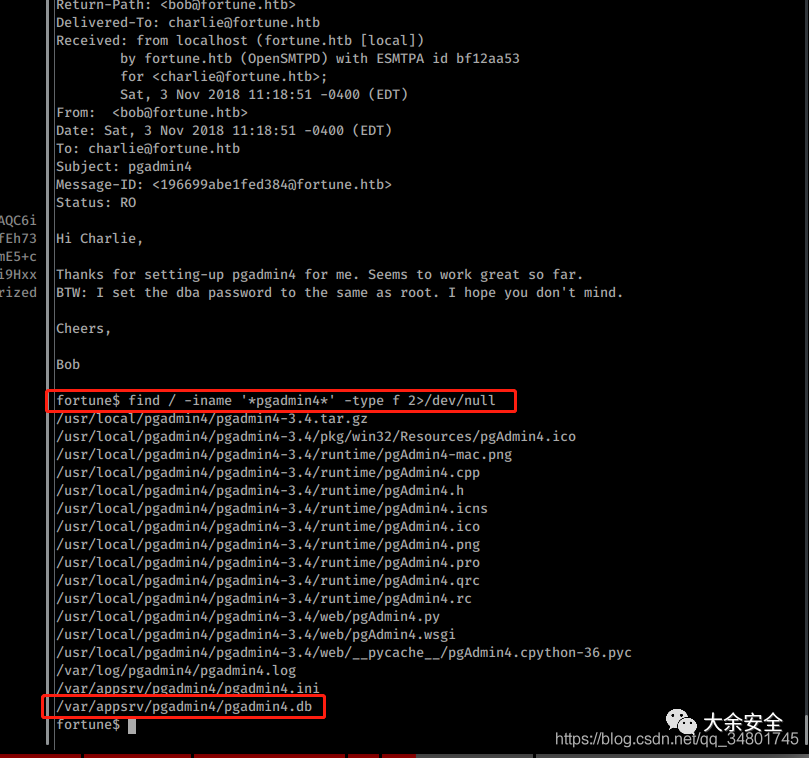 Return-Path: <bob@fortune.htb>
Delivered-To: charlie@fortune.htb
Received: from localhost (fortune.htb [local])
by fortune.htb (OpenSMTPD) with ESMTPA id bf12aa53
for <charlie@fortune.htb>;
Sat, 3 Nov 2018 11:18:51 -0400 (EDT)
From:  <bob@fortune.htb>
Date: Sat, 3 Nov 2018 11:18:51 -0400 (EDT)
To: charlie@fortune.htb
Subject: pgadmin4
Message-ID: <196699abe1fed384@fortune.htb>
Status: RO
AQC6i
fEh73
Hi Charlie,
mE5+c
i9Hxx
Thanks for setting-up pgadmin4 for me. Seems to work great so far.
rized
BTW: I set the dba password to the same as root. I hope you don't mind.
Cheers,
Bob
fortune$ find / -iname '*pgadmin4*' -type f 2>/dev/null
/usr/local/pgadmin4/pgadmin4-3.4.tar.gz
/usr/local/pgadmin4/pgadmin4-3.4/pkg/win32/Resources/pgAdmin4.ico
/usr/local/pgadmin4/pgadmin4-3.4/runtime/pgAdmin4-mac.png
/usr/local/pgadmin4/pgadmin4-3.4/runtime/pgAdmin4.cpp
/usr/local/pgadmin4/pgadmin4-3.4/runtime/pgAdmin4.h
/usr/local/pgadmin4/pgadmin4-3.4/runtime/pgAdmin4.icns
/usr/local/pgadmin4/pgadmin4-3.4/runtime/pgAdmin4.ico
/usr/local/pgadmin4/pgadmin4-3.4/runtime/pgAdmin4.png
/usr/local/pgadmin4/pgadmin4-3.4/runtime/pgAdmin4.pro
/usr/local/pgadmin4/pgadmin4-3.4/runtime/pgAdmin4.qrc
/usr/local/pgadmin4/pgadmin4-3.4/runtime/pgAdmin4.rc
/usr/local/pgadmin4/pgadmin4-3.4/web/pgAdmin4.py
/usr/local/pgadmin4/pgadmin4-3.4/web/pgAdmin4.wsgi
/usr/local/pgadmin4/pgadmin4-3.4/web/__pycache__/pgAdmin4.cpython-36.pyc
/var/log/pgadmin4/pgadmin4.log
/var/appsrv/pgadmin4/pgadmin4.ini
/var/appsrv/pgadmin4/pgadmin4.db
fortune$
大余安全
https://blog.csdn.net/qq_34801745